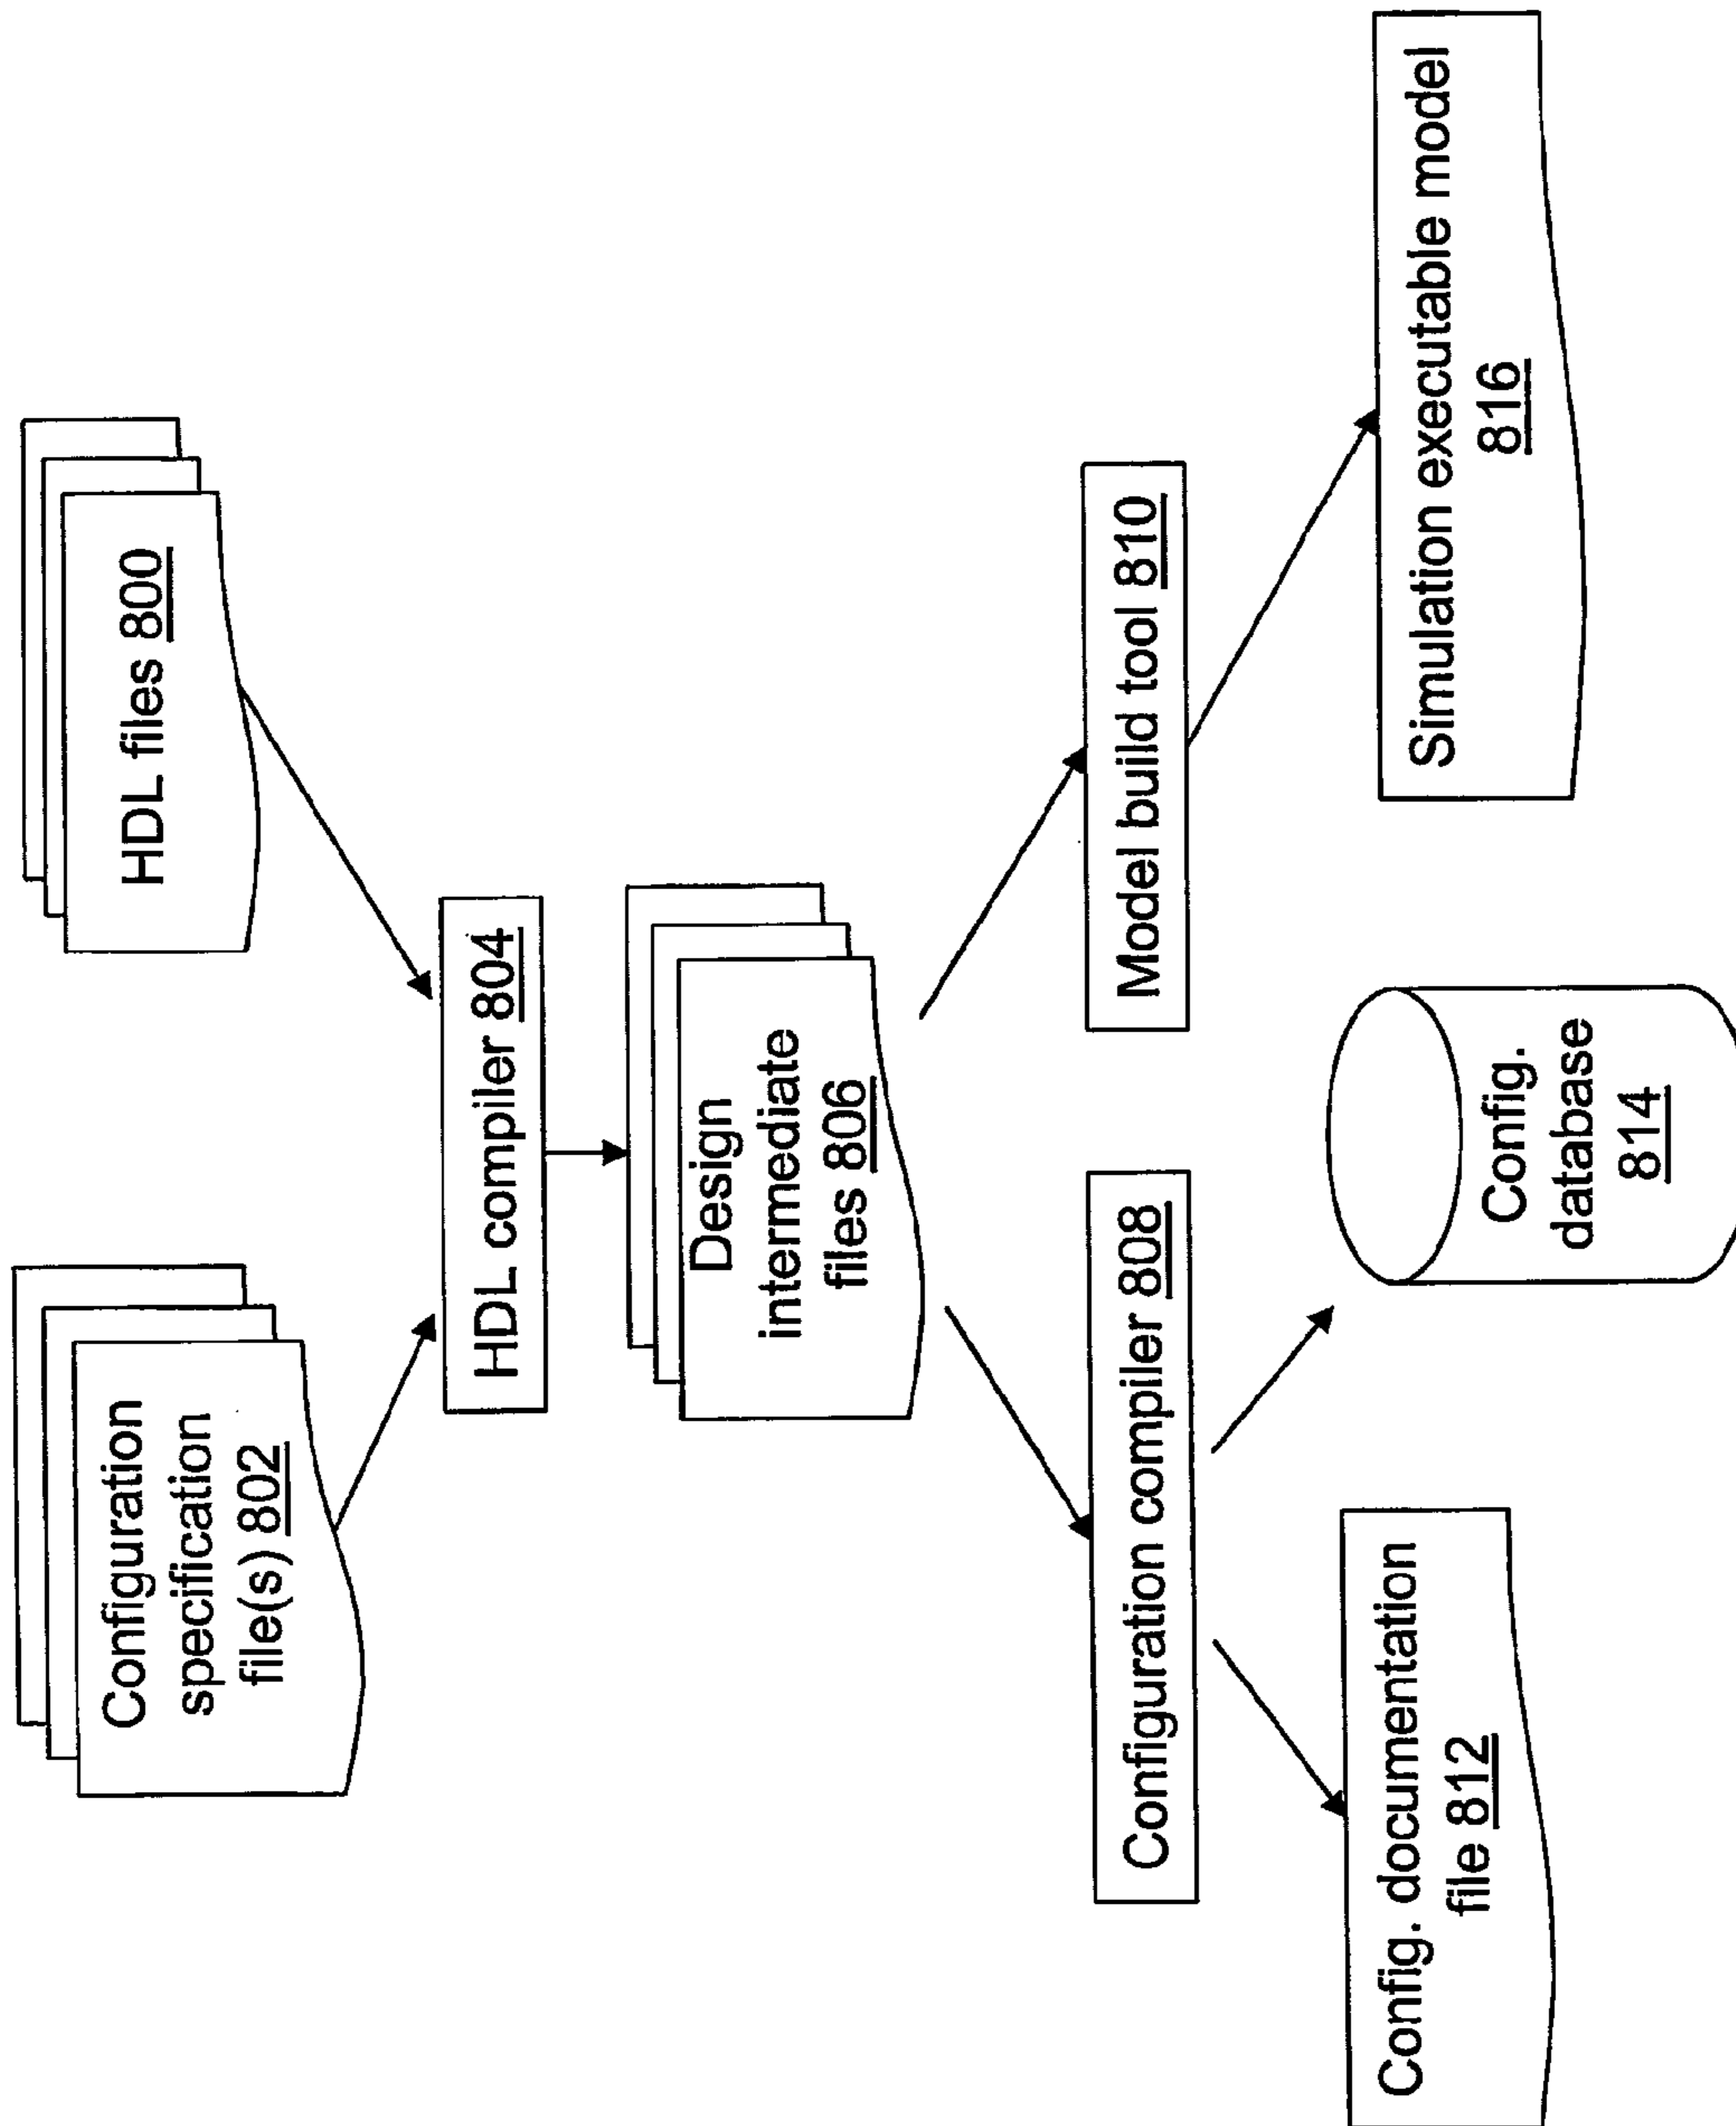 Configuration
specification
file(s) 802
HDL files 800
HDL compiler 804
Design
intermediate
files 806
Configuration compiler 808
Model build tool 810
Config. documentation
file 812
Config.
database
814
Simulation executable model
816